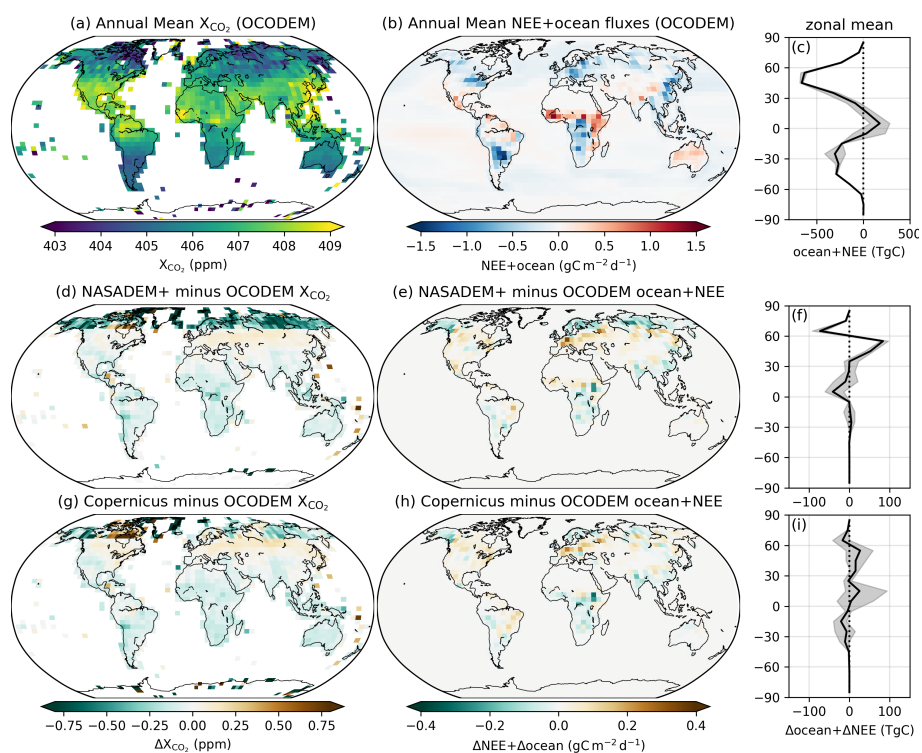 (a) Annual Mean X_CO₂ (OCODEM)
(b) Annual Mean NEE+ocean fluxes (OCODEM)
zonal mean
(c)
90
60
30
0
−30
−60
−90
−500 0 500
ocean+NEE (TgC)
403 404 405 406 407 408 409
X_CO₂ (ppm)
−1.5 −1.0 −0.5 0.0 0.5 1.0 1.5
NEE+ocean (gC m⁻² d⁻¹)
(d) NASADEM+ minus OCODEM X_CO₂
(e) NASADEM+ minus OCODEM ocean+NEE
(f)
90
60
30
0
−30
−60
−90
−100 0 100
(g) Copernicus minus OCODEM X_CO₂
(h) Copernicus minus OCODEM ocean+NEE
(i)
90
60
30
0
−30
−60
−90
−100 0 100
Δocean+ΔNEE (TgC)
−0.75 −0.50 −0.25 0.00 0.25 0.50 0.75
ΔX_CO₂ (ppm)
−0.4 −0.2 0.0 0.2 0.4
ΔNEE+Δocean (gC m⁻² d⁻¹)